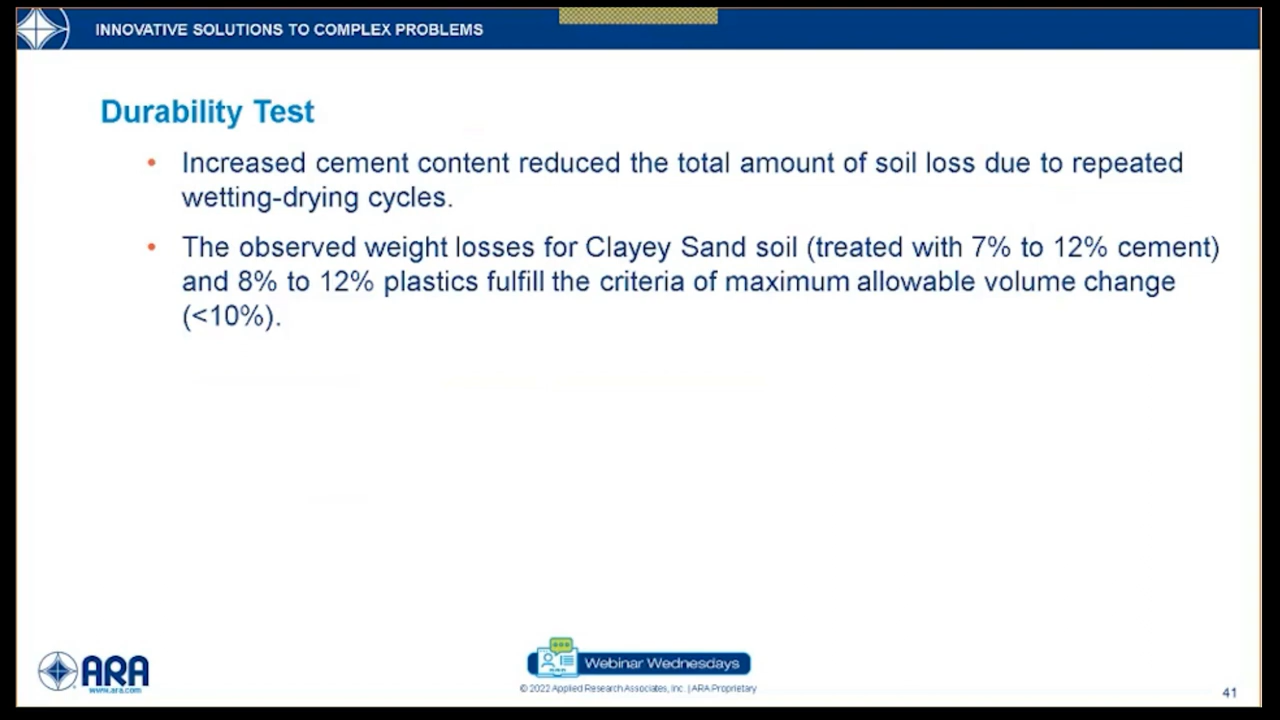 INNOVATIVE SOLUTIONS TO COMPLEX PROBLEMS
Durability Test
• Increased cement content reduced the total amount of soil loss due to repeated
wetting-drying cycles.
• The observed weight losses for Clayey Sand soil (treated with 7% to 12% cement)
and 8% to 12% plastics fulfill the criteria of maximum allowable volume change
(<10%).
ARA
www.ara.com
Webinar Wednesdays
© 2022 Applied Research Associates, Inc. | ARA Proprietary
41